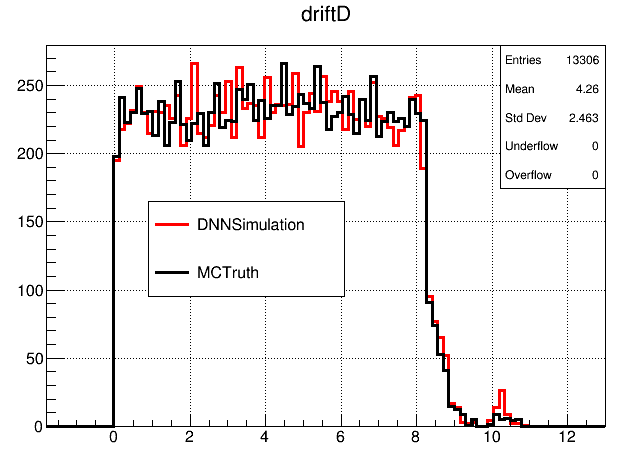 driftD
Entries 13306
Mean 4.26
Std Dev 2.463
Underflow 0
Overflow 0
250
200
150
100
50
0
DNNSimulation
MCTruth
0 2 4 6 8 10 12